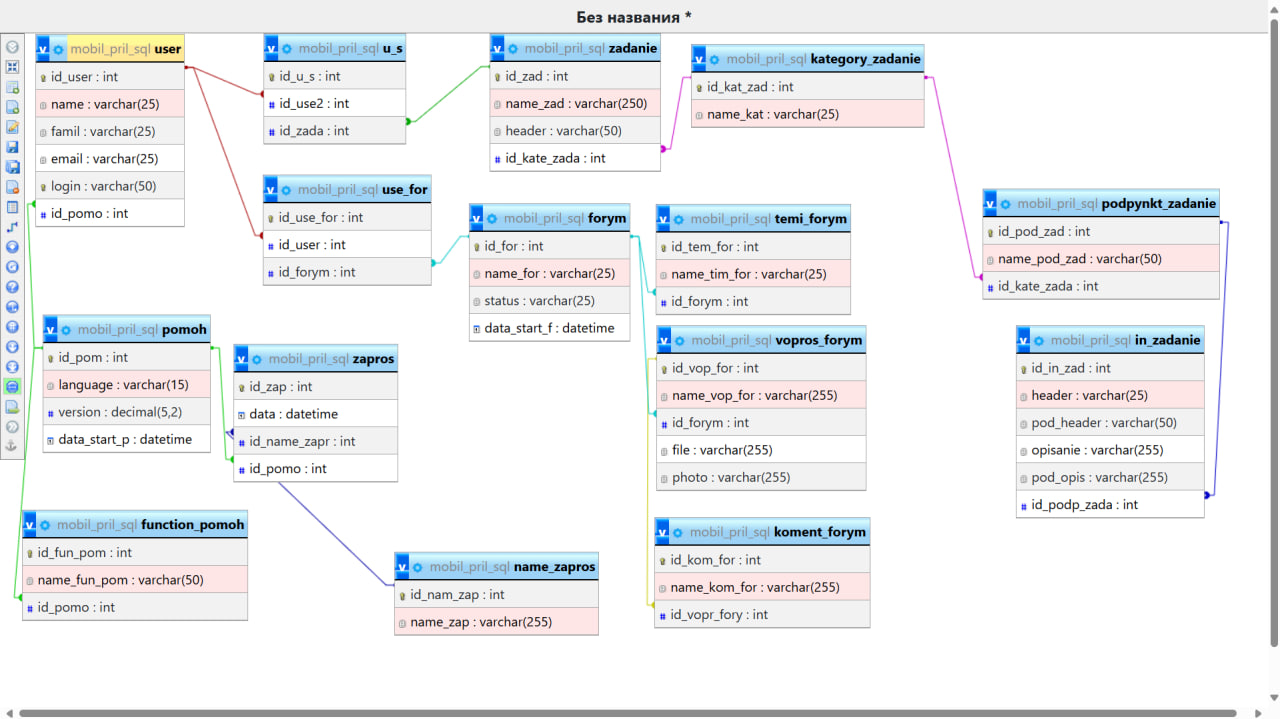 Без названия *
mobil_pril_sql user
id_user : int
name : varchar(25)
famil : varchar(25)
email : varchar(25)
login : varchar(50)
id_pomo : int
mobil_pril_sql u_s
id_u_s : int
id_use2 : int
id_zada : int
mobil_pril_sql zadanie
id_zad : int
name_zad : varchar(250)
header : varchar(50)
id_kate_zada : int
mobil_pril_sql kategory_zadanie
id_kat_zad : int
name_kat : varchar(25)
mobil_pril_sql use_for
id_use_for : int
id_user : int
id_forym : int
mobil_pril_sql forym
id_for : int
name_for : varchar(25)
status : varchar(25)
data_start_f : datetime
mobil_pril_sql temi_forym
id_tem_for : int
name_tim_for : varchar(25)
id_forym : int
mobil_pril_sql podpynkt_zadanie
id_pod_zad : int
name_pod_zad : varchar(50)
id_kate_zada : int
mobil_pril_sql pomoh
id_pom : int
language : varchar(15)
version : decimal(5,2)
data_start_p : datetime
mobil_pril_sql zapros
id_zap : int
data : datetime
id_name_zapr : int
id_pomo : int
mobil_pril_sql vopros_forym
id_vop_for : int
name_vop_for : varchar(255)
id_forym : int
file : varchar(255)
photo : varchar(255)
mobil_pril_sql in_zadanie
id_in_zad : int
header : varchar(25)
pod_header : varchar(50)
opisanie : varchar(255)
pod_opis : varchar(255)
id_podp_zada : int
mobil_pril_sql function_pomoh
id_fun_pom : int
name_fun_pom : varchar(50)
id_pomo : int
mobil_pril_sql name_zapros
id_nam_zap : int
name_zap : varchar(255)
mobil_pril_sql koment_forym
id_kom_for : int
name_kom_for : varchar(255)
id_vopr_fory : int